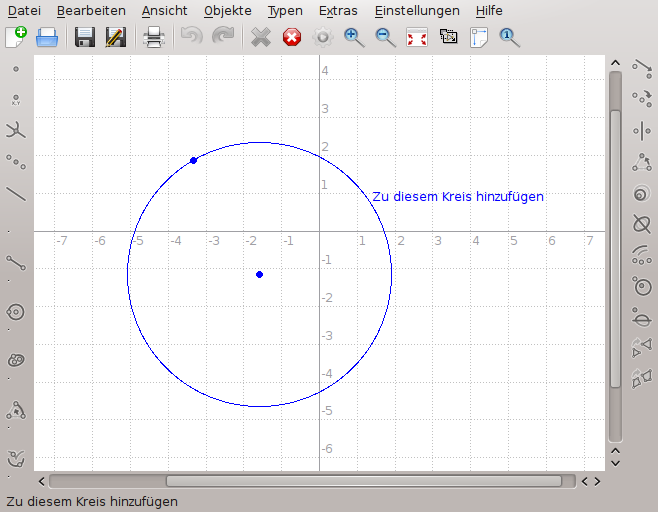 Datei Bearbeiten Ansicht Objekte Typen Extras Einstellungen Hilfe
4
3
2
1
Zu diesem Kreis hinzufügen
-7 -6 -5 -4 -3 -2 -1 1 2 3 4 5 6 7
-1
-2
-3
-4
-5
-6
Zu diesem Kreis hinzufügen